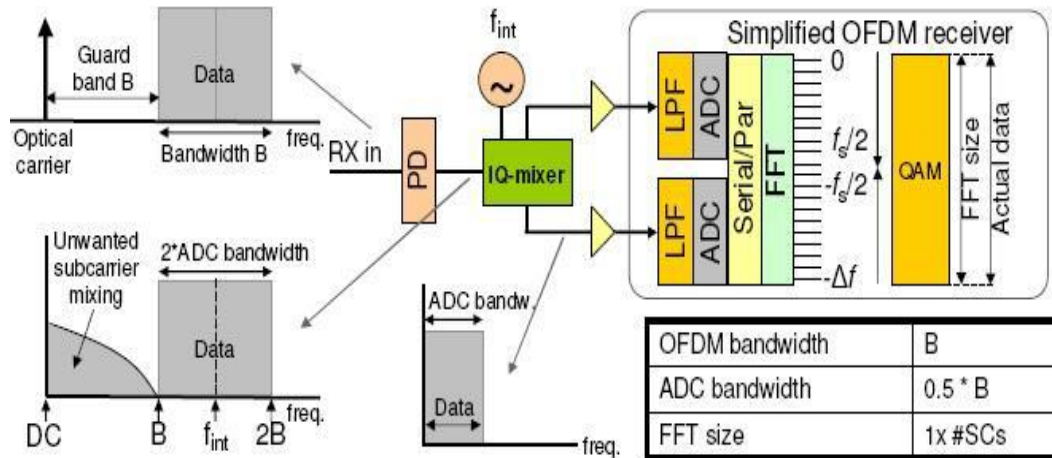 Guard
band B
Data
Optical
carrier
Bandwidth B
freq.
RX in
PD
f_int
~
IQ-mixer
Simplified OFDM receiver
LPF
ADC
LPF
ADC
Serial/Par
FFT
0
f_s/2
-f_s/2
-Δf
QAM
FFT size
Actual data
Unwanted
subcarrier
mixing
2*ADC bandwidth
Data
freq.
DC
B
f_int
2B
ADC bandw.
Data
freq.
OFDM bandwidth B
ADC bandwidth 0.5 * B
FFT size 1x #SCs